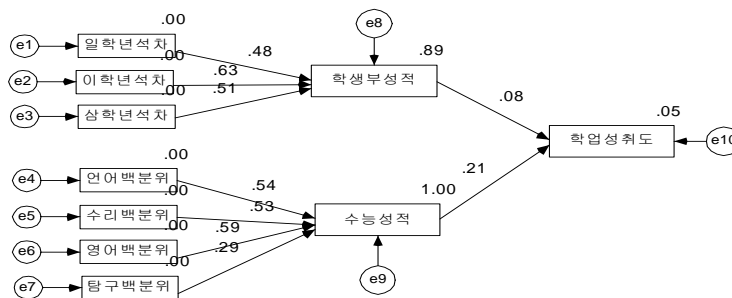 .00
e8
e1
일학년석차
.48
.89
.00
e2
이학년석차
.63
학생부성적
.00
.51
.08
e3
삼학년석차
.05
학업성취도
e10
.00
.21
e4
언어백분위
.54
1.00
.00
.53
e5
수리백분위
수능성적
.00
.59
e6
영어백분위
.29
.00
e7
탐구백분위
e9